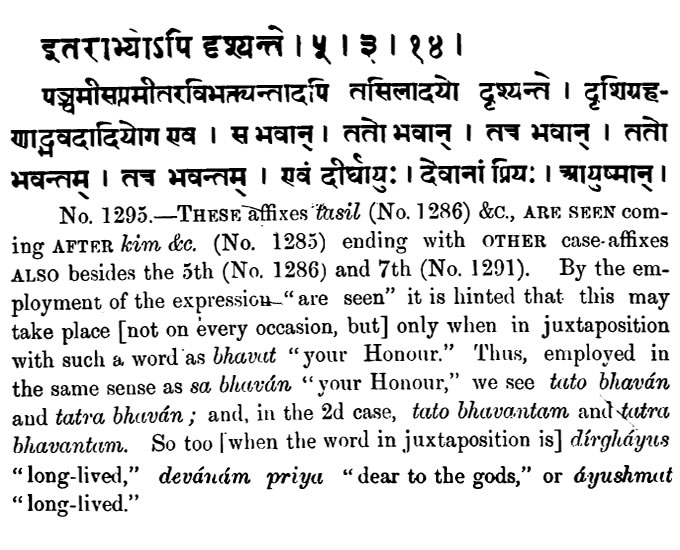 इतराभ्योऽपि दृश्यन्ते । ५ । ३ । १४ ।
पञ्चमीसप्तमीतरविभक्त्यन्तादपि तसिलादयो दृश्यन्ते । दृशिग्रह-
णाद्भवदादियोग एव । स भवान् । ततो भवान् । तत्र भवान् । ततो
भवन्तम् । तत्र भवन्तम् । एवं दीर्घायुः । देवानां प्रियः । आयुष्मान् ।
No. 1295.—THESE affixes tasil (No. 1286) &c., ARE SEEN com-
ing AFTER kim &c. (No. 1285) ending with OTHER case-affixes
ALSO besides the 5th (No. 1286) and 7th (No. 1291). By the em-
ployment of the expression “are seen” it is hinted that this may
take place [not on every occasion, but] only when in juxtaposition
with such a word as bhavat “your Honour.” Thus, employed in
the same sense as sa bhaván “your Honour,” we see tato bhaván
and tatra bhaván ; and, in the 2d case, tato bhavantam and tatra
bhavantam. So too [when the word in juxtaposition is] dírgháyus
“long-lived,” devánám priya “dear to the gods,” or áyushmat
“long-lived.”